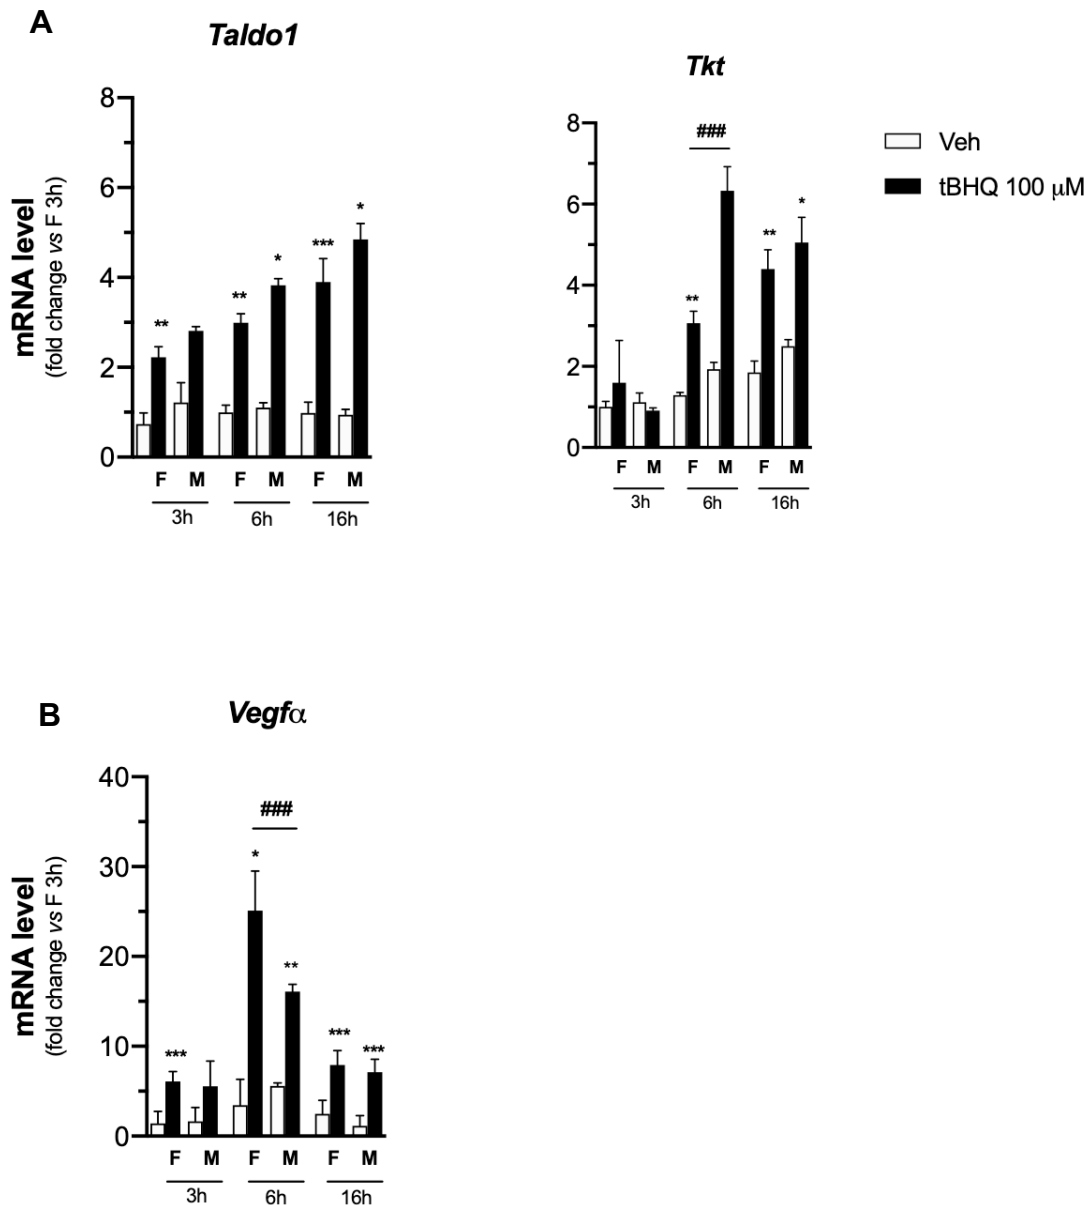 A
Taldo1
Tkt
Veh
tBHQ 100 μM
mRNA level
(fold change vs F 3h)
8
6
4
2
0
** ** * *** *
F M F M F M
3h 6h 16h
8
6
4
2
0
###
** ** *
F M F M F M
3h 6h 16h
B
Vegfα
mRNA level
(fold change vs F 3h)
40
30
20
10
0
###
*** * ** *** ***
F M F M F M
3h 6h 16h